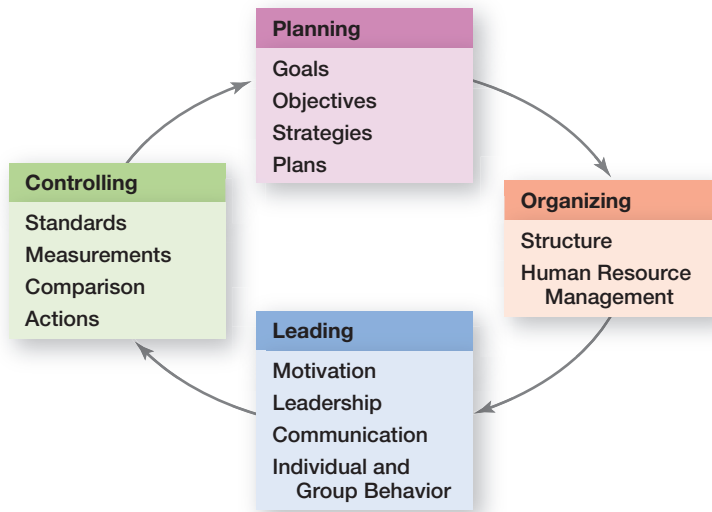 Planning
Goals
Objectives
Strategies
Plans
Organizing
Structure
Human Resource
Management
Leading
Motivation
Leadership
Communication
Individual and
Group Behavior
Controlling
Standards
Measurements
Comparison
Actions